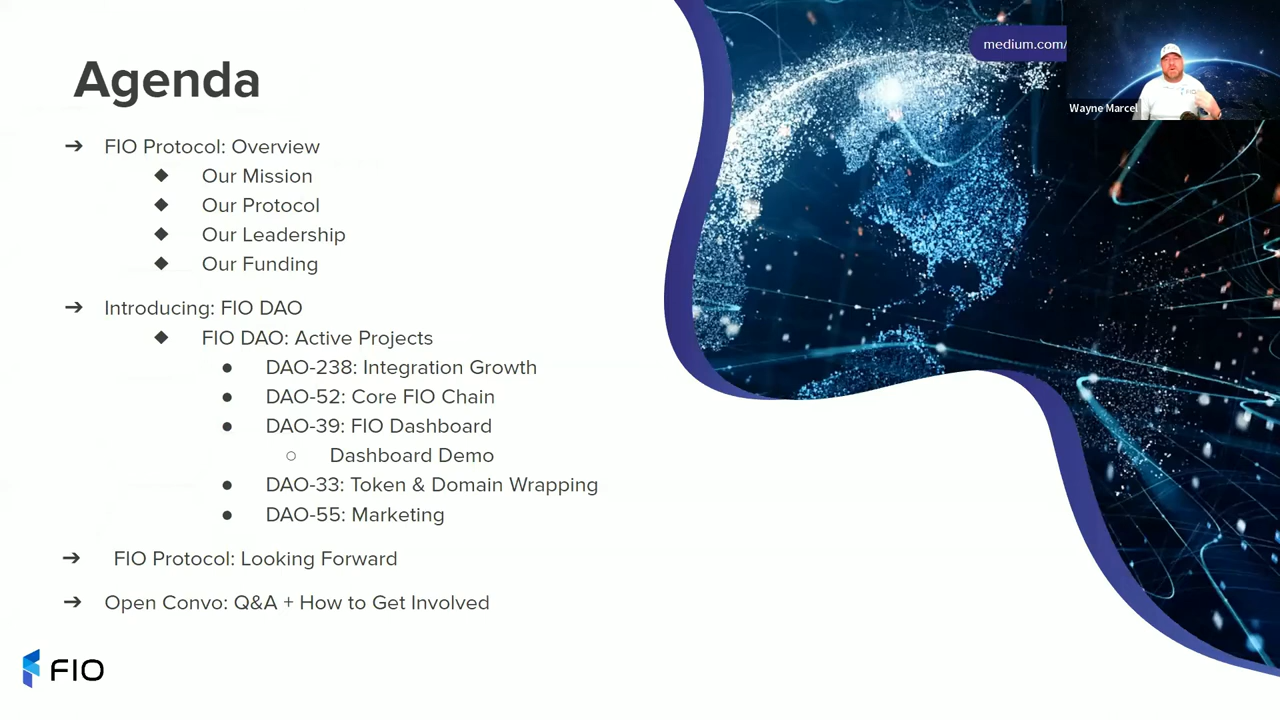 Agenda
medium.com/
Wayne Marcel
➔ FIO Protocol: Overview
◆ Our Mission
◆ Our Protocol
◆ Our Leadership
◆ Our Funding
➔ Introducing: FIO DAO
◆ FIO DAO: Active Projects
● DAO-238: Integration Growth
● DAO-52: Core FIO Chain
● DAO-39: FIO Dashboard
○ Dashboard Demo
● DAO-33: Token & Domain Wrapping
● DAO-55: Marketing
➔ FIO Protocol: Looking Forward
➔ Open Convo: Q&A + How to Get Involved
FIO